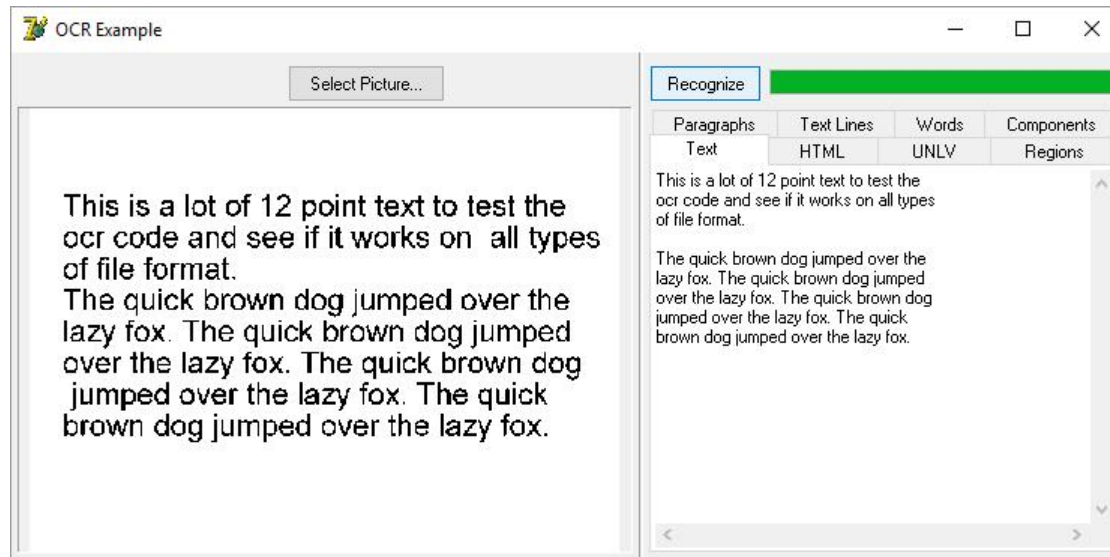 OCR Example
Select Picture...
This is a lot of 12 point text to test the
ocr code and see if it works on  all types
of file format.
The quick brown dog jumped over the
lazy fox. The quick brown dog jumped
over the lazy fox. The quick brown dog
jumped over the lazy fox. The quick
brown dog jumped over the lazy fox.
Recognize
Paragraphs Text Lines Words Components
Text HTML UNLV Regions
This is a lot of 12 point text to test the
ocr code and see if it works on all types
of file format.
The quick brown dog jumped over the
lazy fox. The quick brown dog jumped
over the lazy fox. The quick brown dog
jumped over the lazy fox. The quick
brown dog jumped over the lazy fox.